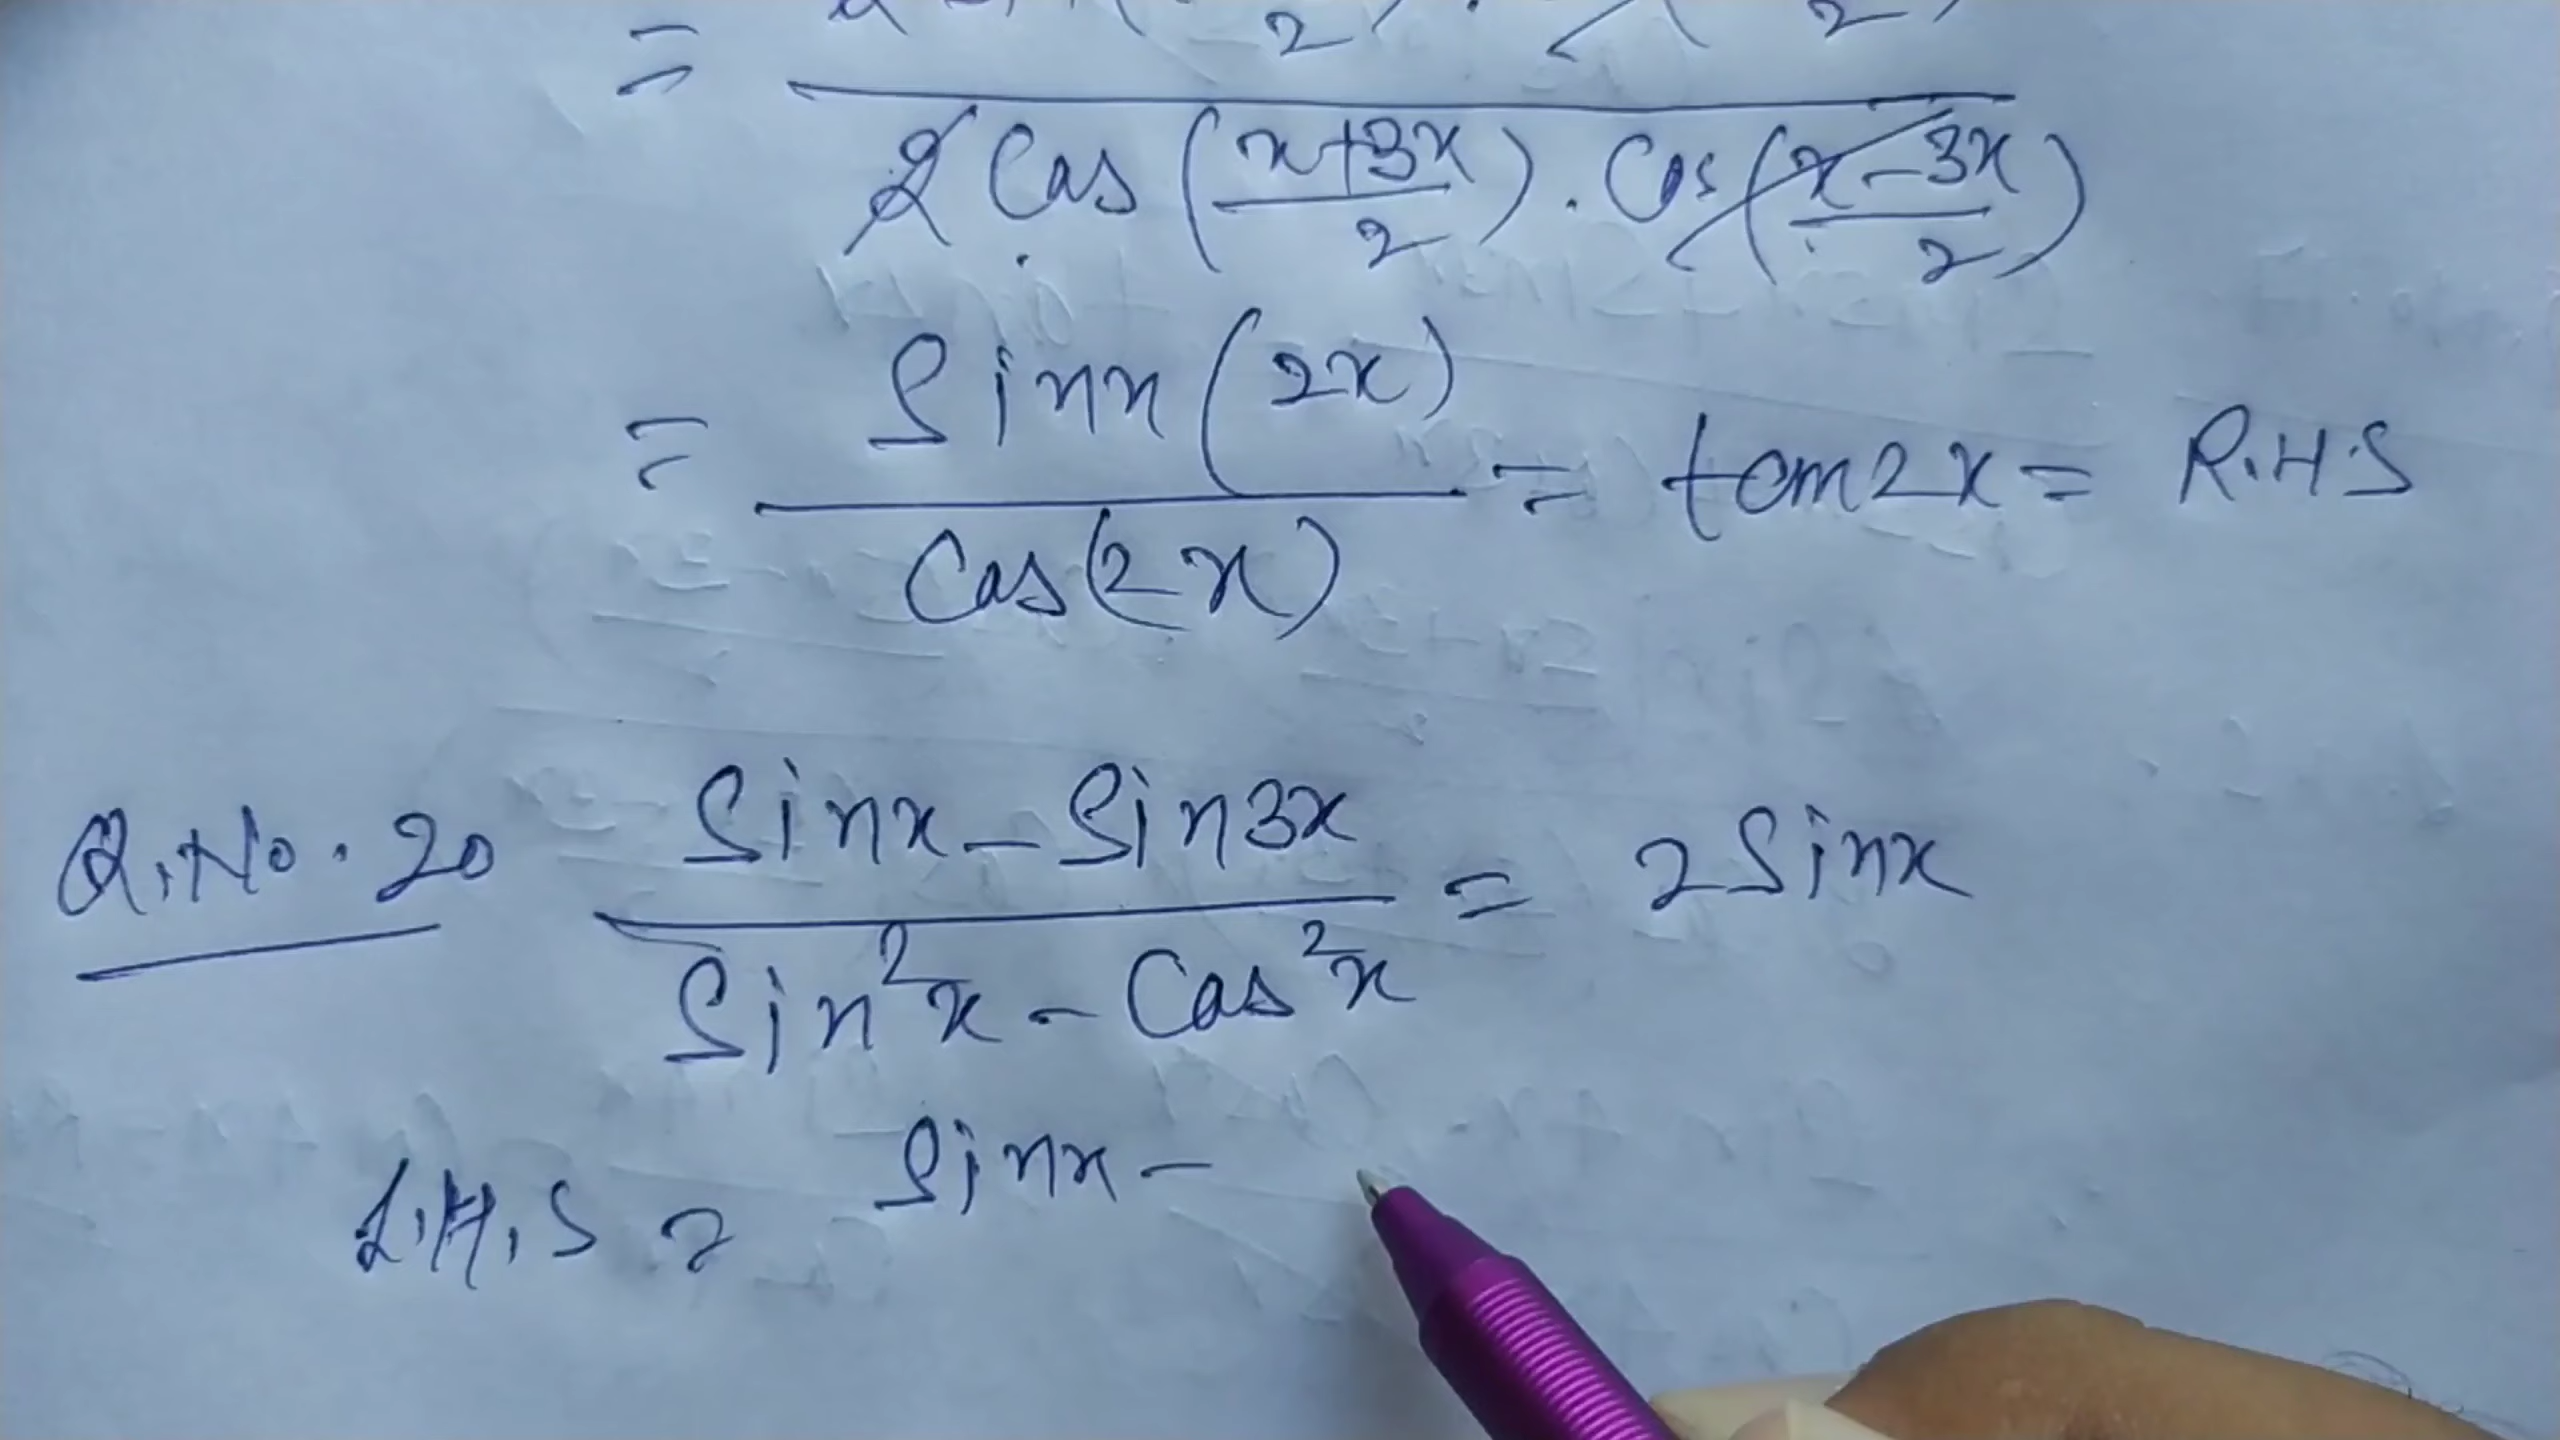 =
2 Cos (x+3x/2) . Cos (x-3x/2)
= Sinx (2x) / Cos (2x) = tan2x = R.H.S
Q.No. 20 Sinx - Sin3x / Sin²x - Cos²x = 2Sinx
L.H.S = Sinx -